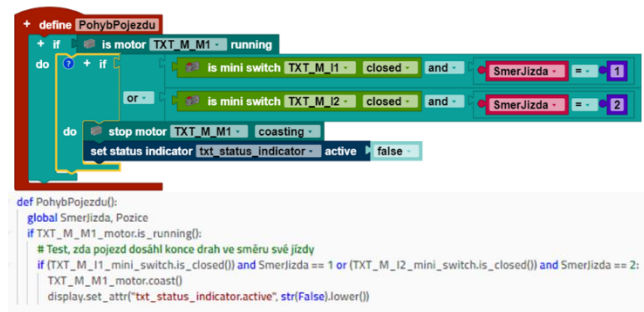 + define PohybPojezdu
+ if is motor TXT_M_M1 running
do ? + if is mini switch TXT_M_I1 closed and SmerJizda = 1
or is mini switch TXT_M_I2 closed and SmerJizda = 2
do stop motor TXT_M_M1 coasting
set status indicator txt_status_indicator active false
def PohybPojezdu():
global SmerJizda, Pozice
if TXT_M_M1_motor.is_running():
# Test, zda pojezd dosáhl konce drah ve směru své jízdy
if (TXT_M_I1_mini_switch.is_closed()) and SmerJizda == 1 or (TXT_M_I2_mini_switch.is_closed()) and SmerJizda == 2:
TXT_M_M1_motor.coast()
display.set_attr("txt_status_indicator.active", str(False).lower())